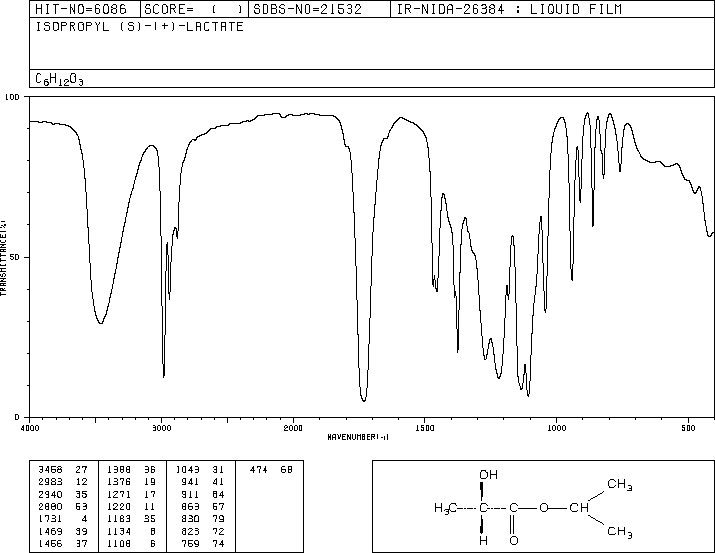 HIT-NO=6086 SCORE= ( ) SDBS-NO=21532 IR-NIDA-26384 : LIQUID FILM
ISOPROPYL (S)-(+)-LACTATE
C6H12O3
100
50
0
TRANSMITTANCE(%)
4000 3000 2000 1500 1000 500
WAVENUMBER(-1)
3468 27 1388 36 1043 31 474 68
2983 12 1376 19 941 41
2940 35 1271 17 911 64
2880 53 1220 11 863 57
1731 4 1183 35 830 79
1469 39 1134 8 823 72
1456 37 1108 6 759 74
OH
CH3
H3C C C O CH
H O CH3